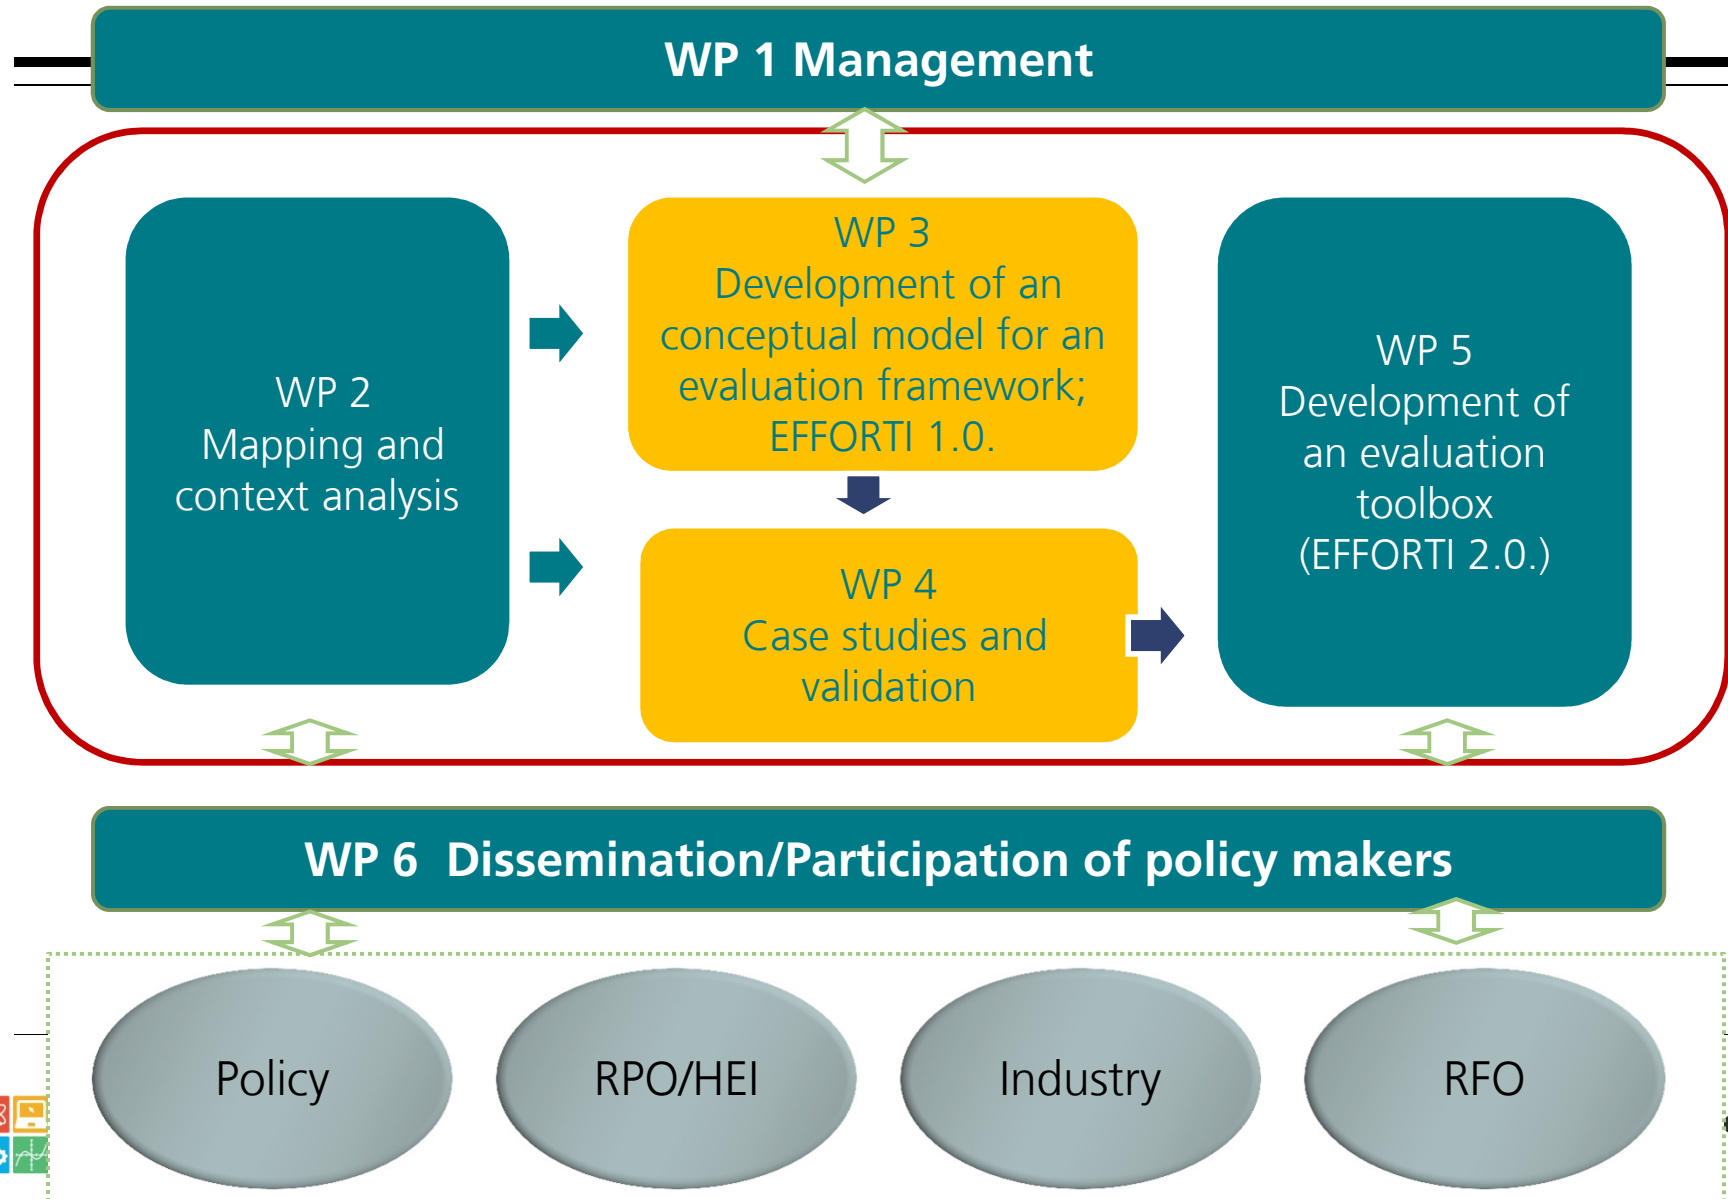 WP 1 Management
WP 2
Mapping and
context analysis
WP 3
Development of an
conceptual model for an
evaluation framework;
EFFORTI 1.0.
WP 4
Case studies and
validation
WP 5
Development of
an evaluation
toolbox
(EFFORTI 2.0.)
WP 6 Dissemination/Participation of policy makers
Policy
RPO/HEI
Industry
RFO